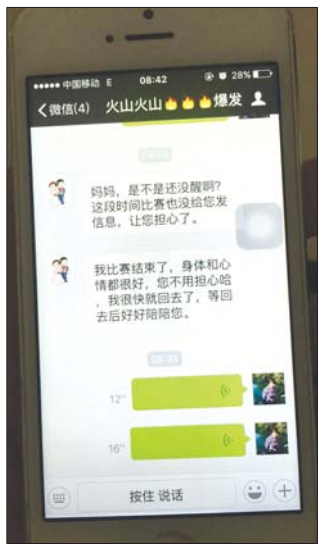 中国移动 E 08:42 28%
微信(4) 火山火山🔥🔥🔥爆发
妈妈，是不是还没醒啊?
这段时间比赛也没给您发
信息，让您担心了。
我比赛结束了，身体和心
情都很好，您不用担心哈
，我很快就回去了，等回
去后好好陪陪您。
12"
16"
按住 说话